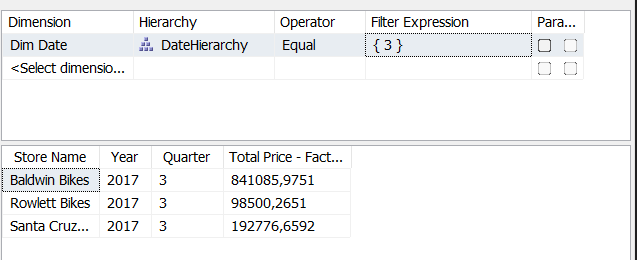 Dimension Hierarchy Operator Filter Expression Para...
Dim Date DateHierarchy Equal { 3 }
<Select dimensio...
Store Name Year Quarter Total Price - Fact...
Baldwin Bikes 2017 3 841085,9751
Rowlett Bikes 2017 3 98500,2651
Santa Cruz... 2017 3 192776,6592